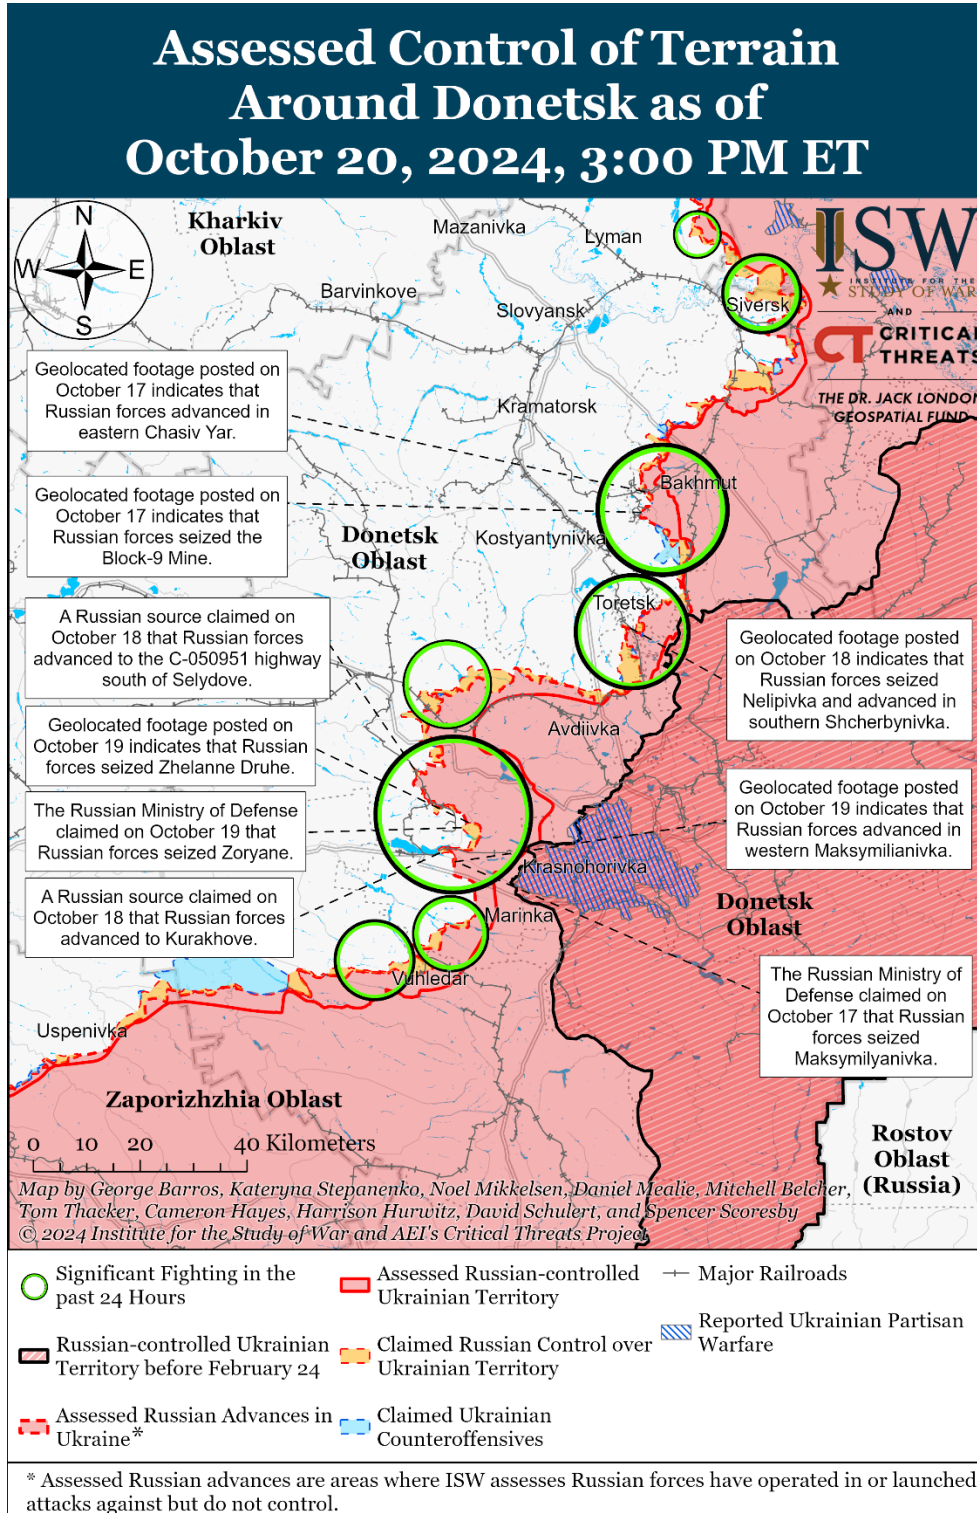 Assessed Control of Terrain
Around Donetsk as of
October 20, 2024, 3:00 PM ET
N
W
E
S
Kharkiv
Oblast
Mazanivka
Lyman
Barvinkove
Slovyansk
Siversk
ISW
INSTITUTE FOR THE
STUDY OF WAR
AND
CT CRITICAL
THREATS
THE DR. JACK LONDON
GEOSPATIAL FUND
Geolocated footage posted on
October 17 indicates that
Russian forces advanced in
eastern Chasiv Yar.
Kramatorsk
Bakhmut
Geolocated footage posted on
October 17 indicates that
Russian forces seized the
Block-9 Mine.
Donetsk
Oblast
Kostyantynivka
Toretsk
A Russian source claimed on
October 18 that Russian forces
advanced to the C-050951 highway
south of Selydove.
Geolocated footage posted
on October 18 indicates that
Russian forces seized
Nelipivka and advanced in
southern Shcherbynivka.
Avdiivka
Geolocated footage posted on
October 19 indicates that Russian
forces seized Zhelanne Druhe.
The Russian Ministry of Defense
claimed on October 19 that
Russian forces seized Zoryane.
Geolocated footage posted
on October 19 indicates that
Russian forces advanced in
western Maksymilianivka.
Krasnohorivka
A Russian source claimed on
October 18 that Russian forces
advanced to Kurakhove.
Marinka
Donetsk
Oblast
Vuhledar
The Russian Ministry of
Defense claimed on
October 17 that Russian
forces seized
Maksymilyanivka.
Uspenivka
Zaporizhzhia Oblast
Rostov
Oblast
(Russia)
0 10 20 40 Kilometers
Map by George Barros, Kateryna Stepanenko, Noel Mikkelsen, Daniel Mealie, Mitchell Belcher,
Tom Thacker, Cameron Hayes, Harrison Hurwitz, David Schulert, and Spencer Scoresby
© 2024 Institute for the Study of War and AEI's Critical Threats Project
Significant Fighting in the
past 24 Hours
Russian-controlled Ukrainian
Territory before February 24
Assessed Russian Advances in
Ukraine*
Assessed Russian-controlled
Ukrainian Territory
Claimed Russian Control over
Ukrainian Territory
Claimed Ukrainian
Counteroffensives
Major Railroads
Reported Ukrainian Partisan
Warfare
* Assessed Russian advances are areas where ISW assesses Russian forces have operated in or launched
attacks against but do not control.